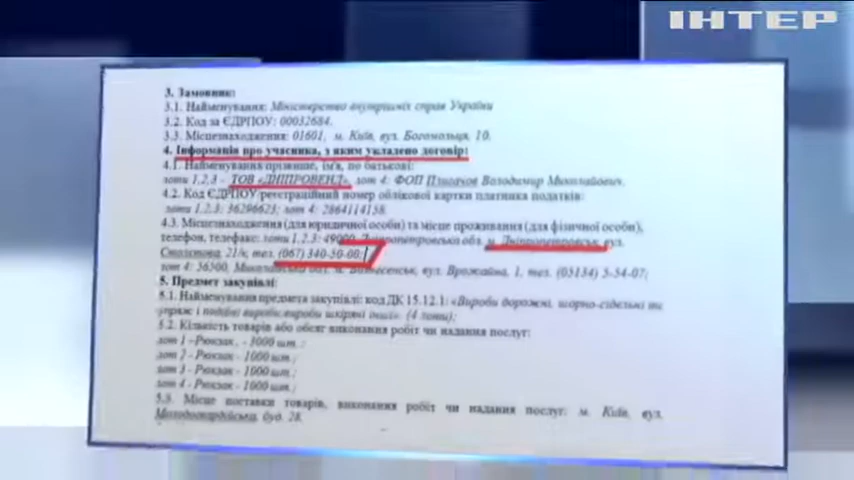 ІНТЕР
3. Замовник:
3.1. Найменування: Міністерство внутрішніх справ України
3.2. Код за ЄДРПОУ: 00032684.
3.3. Місцезнаходження: 01601, м. Київ, вул. Богомольця, 10.
4. Інформація про учасника, з яким укладено договір:
4.1. Найменування/прізвище, ім'я, по батькові:
лоти 1,2,3 - ТОВ «ДНІПРОВЕНД», лот 4: ФОП Володимир Миколайович.
4.2. Код ЄДРПОУ/реєстраційний номер облікової картки платника податків:
лоти 1,2,3: 36296623; лот 4: 2864114158.
4.3. Місцезнаходження (для юридичної особи) та місце проживання (для фізичної особи),
телефон, телефакс: лоти 1,2,3: 49000, Дніпропетровська обл. м. Дніпропетровськ, вул.
Столєтова, 21/к, тел. (067) 340-50-00;
лот 4: 56500, Миколаївська обл. м. Вознесенськ, вул. Врожайна, 1, тел. (05134) 5-54-07;
5. Предмет закупівлі:
5.1. Найменування предмета закупівлі: код ДК 15.12.1: «Вироби дорожні, шорно-сідельні та
упряж і подібні вироби; вироби шкіряні інші». (4 лоти);
5.2. Кількість товарів або обсяг виконання робіт чи надання послуг:
лот 1 –Рюкзак, - 3000 шт. ;
лот 2 - Рюкзак - 1000 шт.;
лот 3 - Рюкзак - 1000 шт.;
лот 4 - Рюкзак - 1000 шт.;
5.3. Місце поставки товарів, виконання робіт чи надання послуг: м. Київ, вул.
Молодогвардійська, буд. 28.